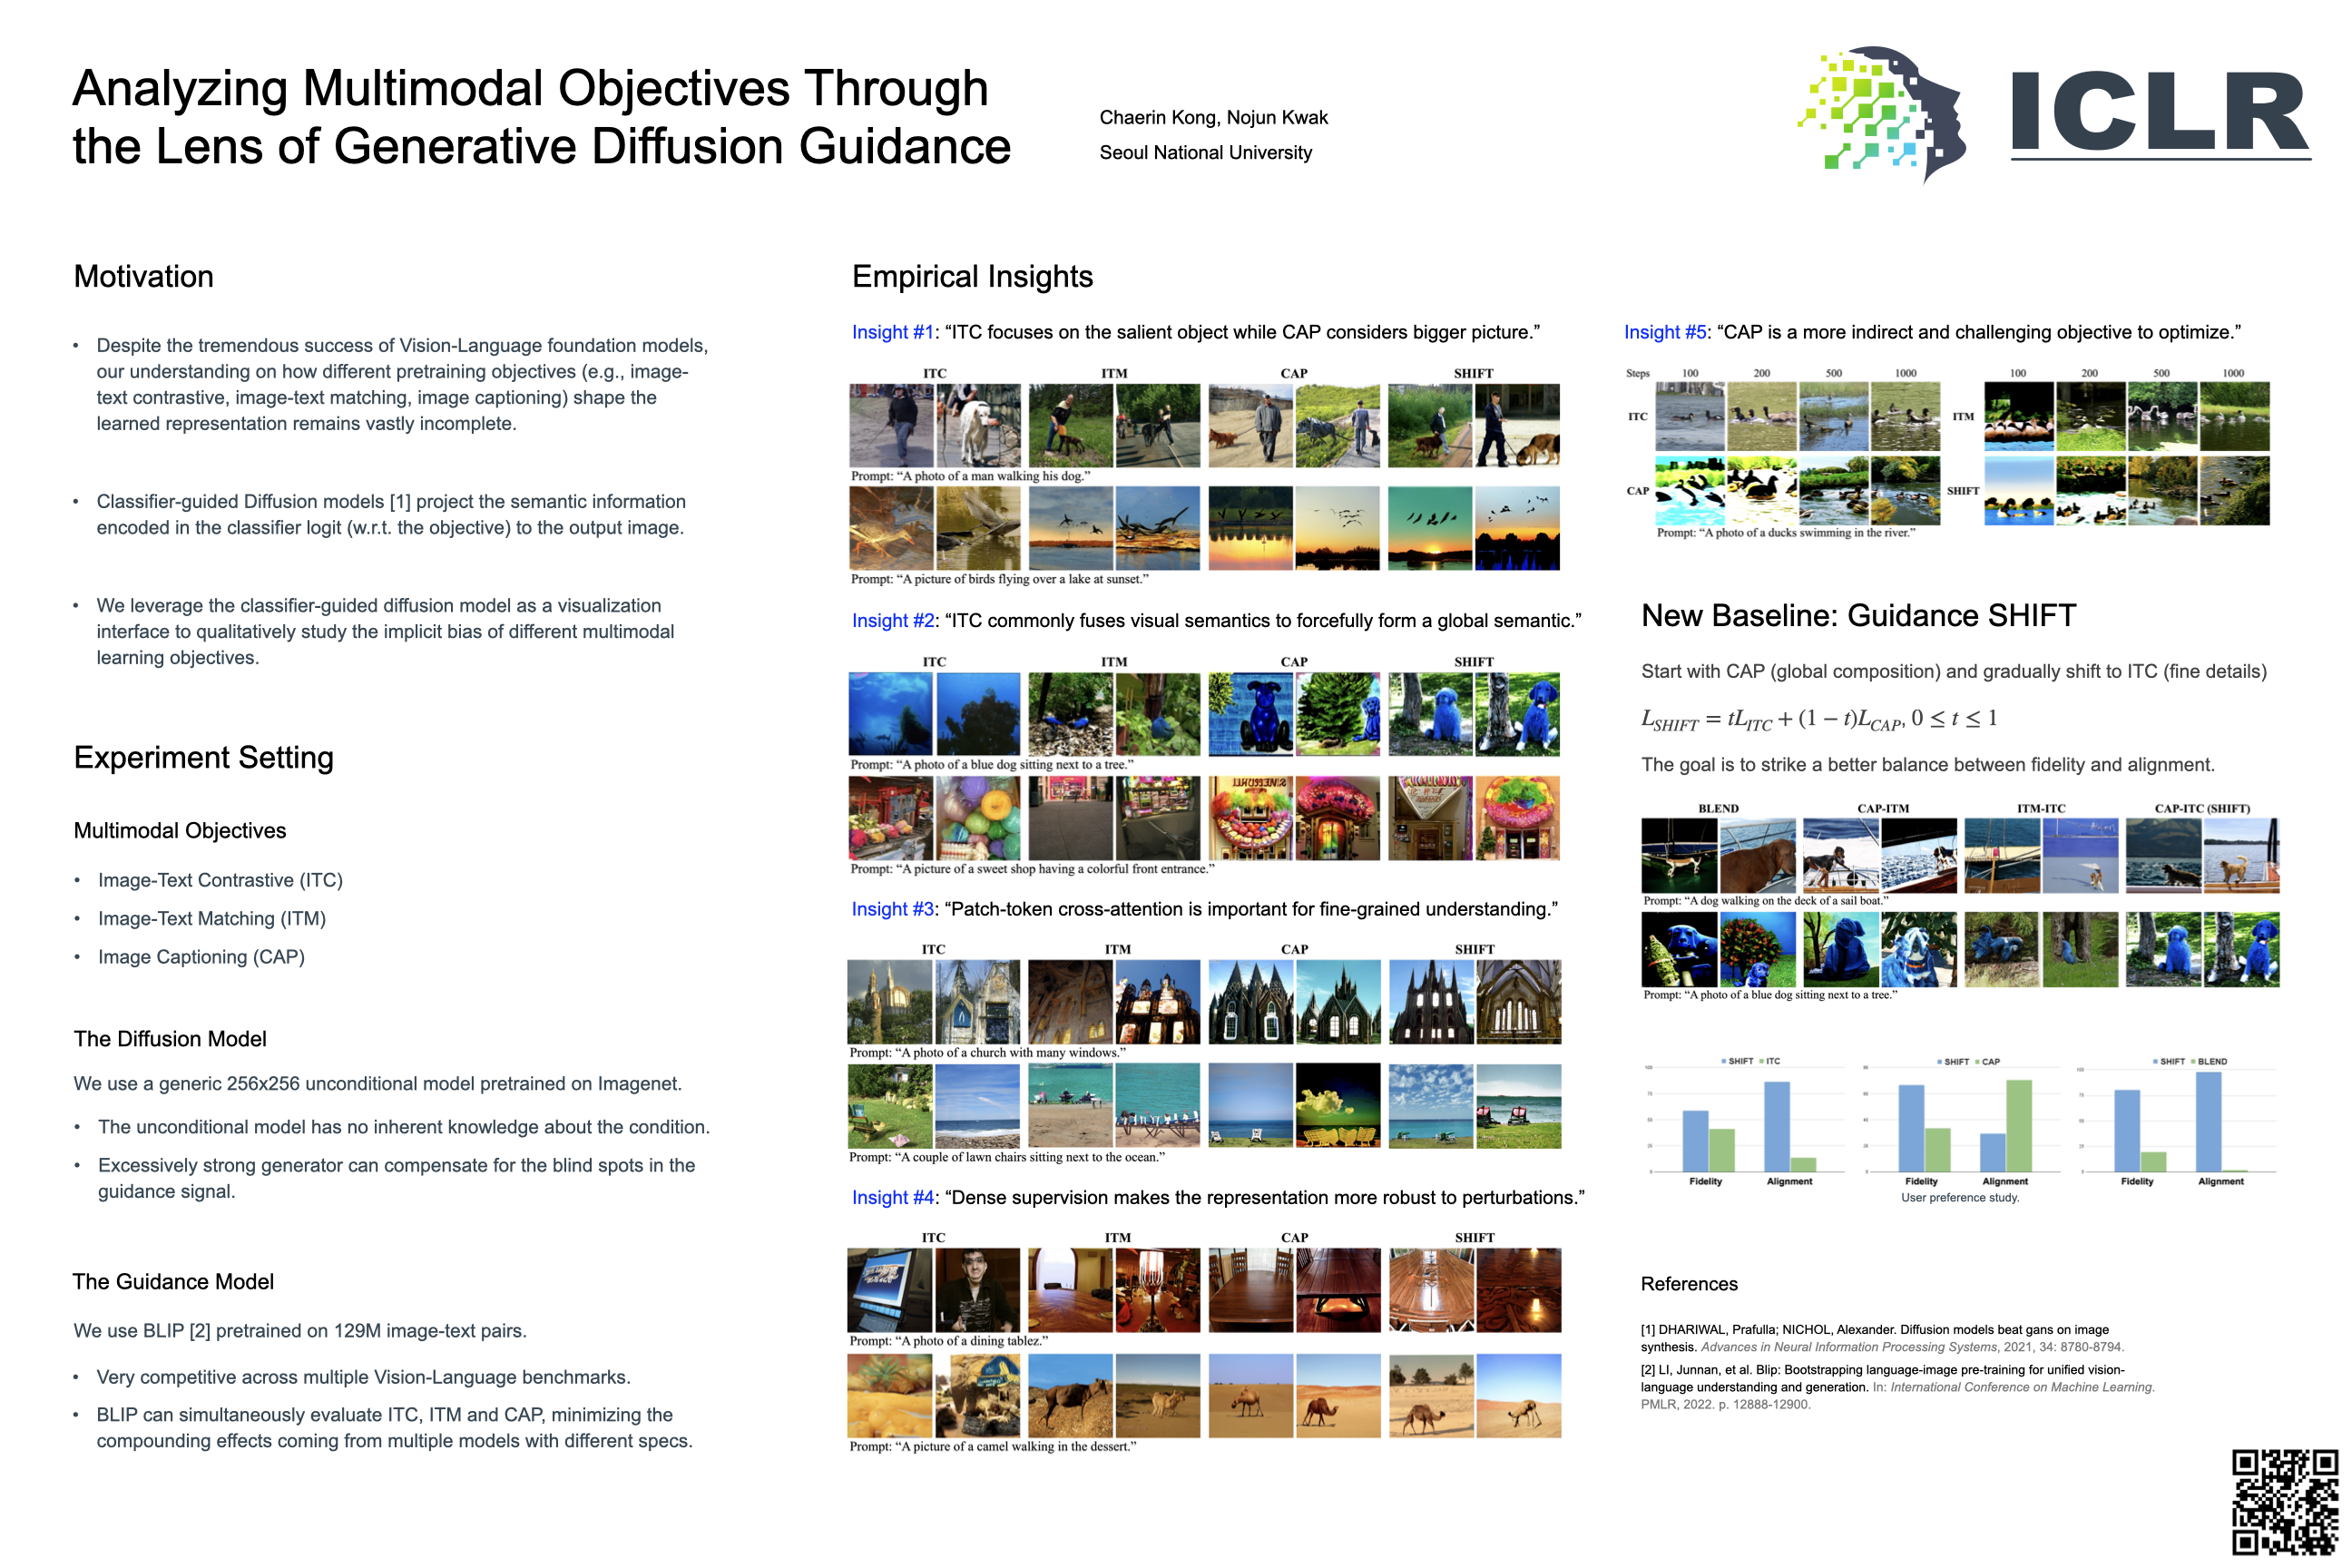 Analyzing Multimodal Objectives Through
the Lens of Generative Diffusion Guidance
Chaerin Kong, Nojun Kwak
Seoul National University
ICLR
Motivation
• Despite the tremendous success of Vision-Language foundation models,
our understanding on how different pretraining objectives (e.g., image-
text contrastive, image-text matching, image captioning) shape the
learned representation remains vastly incomplete.
• Classifier-guided Diffusion models [1] project the semantic information
encoded in the classifier logit (w.r.t. the objective) to the output image.
• We leverage the classifier-guided diffusion model as a visualization
interface to qualitatively study the implicit bias of different multimodal
learning objectives.
Experiment Setting
Multimodal Objectives
• Image-Text Contrastive (ITC)
• Image-Text Matching (ITM)
• Image Captioning (CAP)
The Diffusion Model
We use a generic 256x256 unconditional model pretrained on Imagenet.
• The unconditional model has no inherent knowledge about the condition.
• Excessively strong generator can compensate for the blind spots in the
guidance signal.
The Guidance Model
We use BLIP [2] pretrained on 129M image-text pairs.
• Very competitive across multiple Vision-Language benchmarks.
• BLIP can simultaneously evaluate ITC, ITM and CAP, minimizing the
compounding effects coming from multiple models with different specs.
Empirical Insights
Insight #1: “ITC focuses on the salient object while CAP considers bigger picture.”
ITC ITM CAP SHIFT
Prompt: “A photo of a man walking his dog.”
Prompt: “A picture of birds flying over a lake at sunset.”
Insight #2: “ITC commonly fuses visual semantics to forcefully form a global semantic.”
ITC ITM CAP SHIFT
Prompt: “A photo of a blue dog sitting next to a tree.”
Prompt: “A picture of a sweet shop having a colorful front entrance.”
Insight #3: “Patch-token cross-attention is important for fine-grained understanding.”
ITC ITM CAP SHIFT
Prompt: “A photo of a church with many windows.”
Prompt: “A couple of lawn chairs sitting next to the ocean.”
Insight #4: “Dense supervision makes the representation more robust to perturbations.”
ITC ITM CAP SHIFT
Prompt: “A photo of a dining tablez.”
Prompt: “A picture of a camel walking in the dessert.”
Insight #5: “CAP is a more indirect and challenging objective to optimize.”
Steps 100 200 500 1000 100 200 500 1000
ITC ITM
CAP SHIFT
Prompt: “A photo of a ducks swimming in the river.”
New Baseline: Guidance SHIFT
Start with CAP (global composition) and gradually shift to ITC (fine details)
L_SHIFT = tL_ITC + (1 − t)L_CAP, 0 ≤ t ≤ 1
The goal is to strike a better balance between fidelity and alignment.
BLEND CAP-ITM ITM-ITC CAP-ITC (SHIFT)
Prompt: “A dog walking on the deck of a sail boat.”
Prompt: “A photo of a blue dog sitting next to a tree.”
SHIFT ITC SHIFT CAP SHIFT BLEND
Fidelity Alignment Fidelity Alignment Fidelity Alignment
User preference study.
References
[1] DHARIWAL, Prafulla; NICHOL, Alexander. Diffusion models beat gans on image
synthesis. Advances in Neural Information Processing Systems, 2021, 34: 8780-8794.
[2] LI, Junnan, et al. Blip: Bootstrapping language-image pre-training for unified vision-
language understanding and generation. In: International Conference on Machine Learning.
PMLR, 2022. p. 12888-12900.